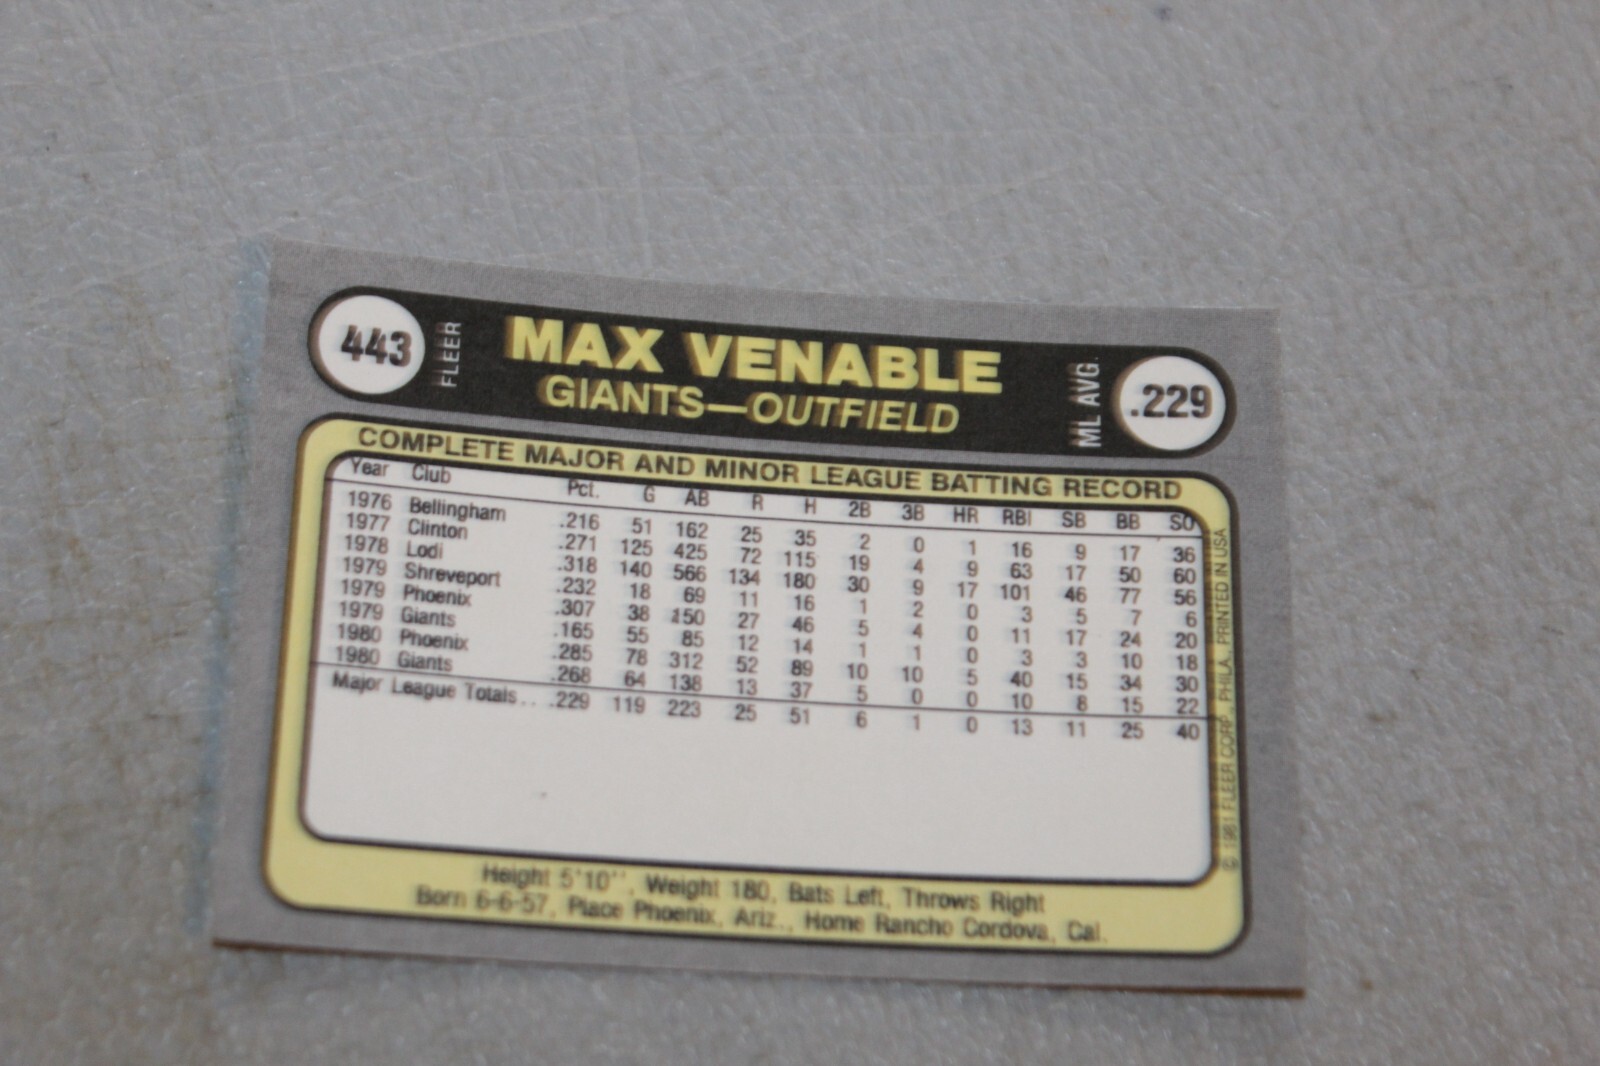 443 FLEER MAX VENABLE ML AVG. .229
GIANTS—OUTFIELD
COMPLETE MAJOR AND MINOR LEAGUE BATTING RECORD
Year Club Pct. G AB R H 2B 3B HR RBI SB BB SO
1976 Bellingham .216 51 162 25 35 2 0 1 16 9 17 36
1977 Clinton .271 125 425 72 115 19 4 9 63 17 50 60
1978 Lodi .318 140 566 134 180 30 9 17 101 46 77 56
1979 Shreveport .232 18 69 11 16 1 2 0 3 5 7 6
1979 Phoenix .307 38 150 27 46 5 4 0 11 17 24 20
1979 Giants .165 55 85 12 14 1 1 0 3 3 10 18
1980 Phoenix .285 78 312 52 89 10 10 5 40 15 34 30
1980 Giants .268 64 138 13 37 5 0 0 10 8 15 22
Major League Totals... .229 119 223 25 51 6 1 0 13 11 25 40
Height 5'10'', Weight 180, Bats Left, Throws Right
Born 6-6-57, Place Phoenix, Ariz., Home Rancho Cordova, Cal.
© 1981 FLEER CORP., PHILA., PRINTED IN USA